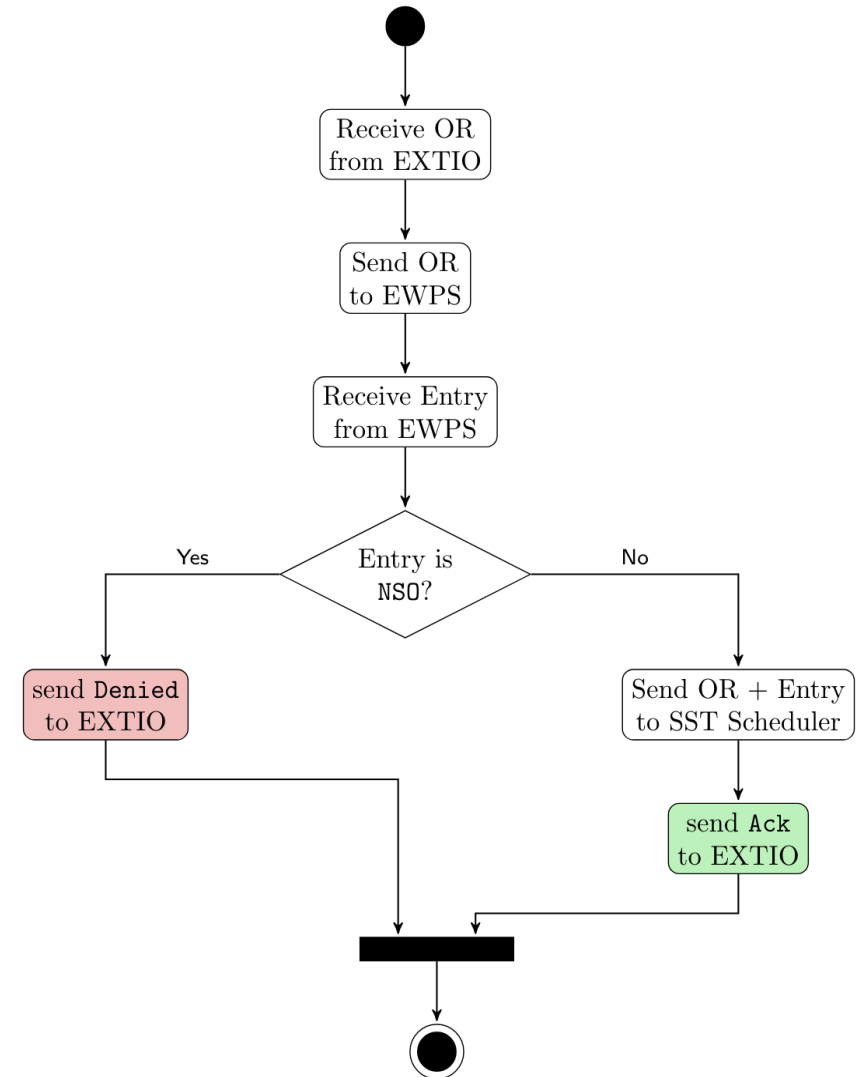 Receive OR
from EXTIO
Send OR
to EWPS
Receive Entry
from EWPS
Entry is
NSO?
Yes
No
send Denied
to EXTIO
Send OR + Entry
to SST Scheduler
send Ack
to EXTIO